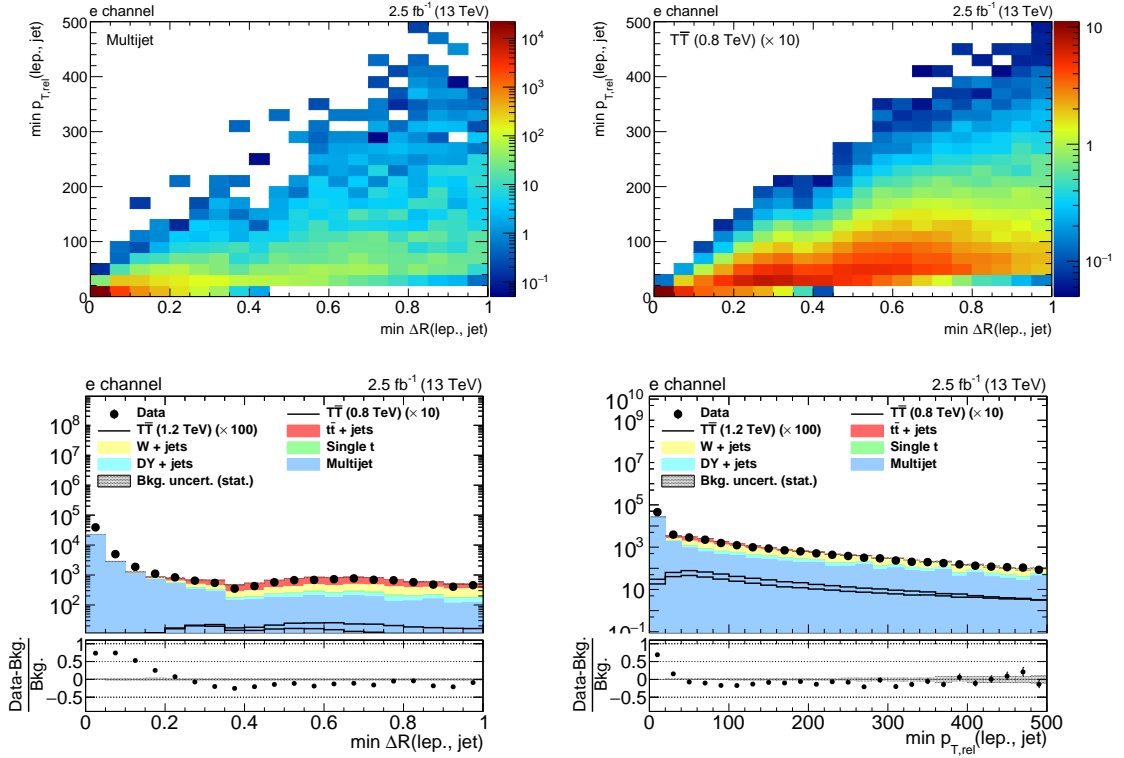 e channel 2.5 fb⁻¹ (13 TeV)
Multijet
min p_T,rel(lep., jet)
500
400
300
200
100
0
0.2 0.4 0.6 0.8 1
min ΔR(lep., jet)
10⁴
10³
10²
10
1
10⁻¹
e channel 2.5 fb⁻¹ (13 TeV)
TT̅ (0.8 TeV) (× 10)
min p_T,rel(lep., jet)
500
400
300
200
100
0
0 0.2 0.4 0.6 0.8 1
min ΔR(lep., jet)
10
1
10⁻¹
e channel 2.5 fb⁻¹ (13 TeV)
Data TT̅ (0.8 TeV) (× 10)
TT̅ (1.2 TeV) (× 100) tt̅ + jets
W + jets Single t
DY + jets Multijet
Bkg. uncert. (stat.)
10⁸
10⁷
10⁶
10⁵
10⁴
10³
10²
Data-Bkg.
Bkg.
1
0.5
0
−0.5
0 0.2 0.4 0.6 0.8 1
min ΔR(lep., jet)
e channel 2.5 fb⁻¹ (13 TeV)
Data TT̅ (0.8 TeV) (× 10)
TT̅ (1.2 TeV) (× 100) tt̅ + jets
W + jets Single t
DY + jets Multijet
Bkg. uncert. (stat.)
10¹⁰
10⁹
10⁷
10⁵
10³
10
10⁻¹
Data-Bkg.
Bkg.
1
0.5
0
−0.5
0 100 200 300 400 500
min p_T,rel(lep., jet)